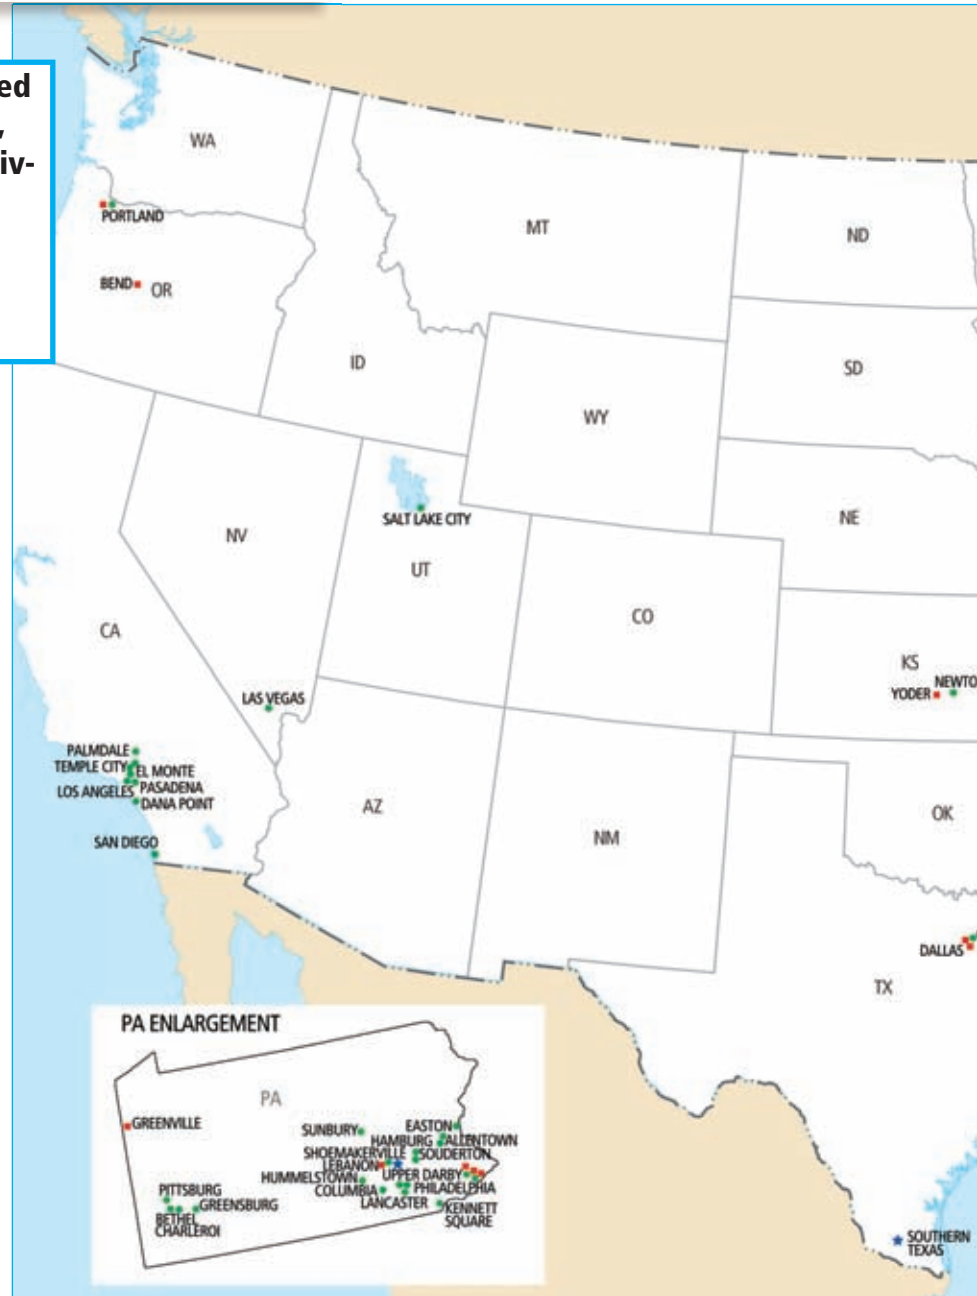 ed
,
iv-
WA
PORTLAND
BEND
OR
MT
ND
ID
SD
WY
SALT LAKE CITY
NV
UT
NE
CA
CO
KS
NEWTO
YODER
LAS VEGAS
PALMDALE
TEMPLE CITY
EL MONTE
PASADENA
LOS ANGELES
DANA POINT
SAN DIEGO
AZ
NM
OK
DALLAS
TX
PA ENLARGEMENT
PA
GREENVILLE
SUNBURY
EASTON
HAMBURG
ALLENTOWN
SHOEMAKERVILLE
SOUDERTON
LEBANON
HUMMELSTOWN
UPPER DARBY
COLUMBIA
PHILADELPHIA
LANCASTER
KENNETT
SQUARE
PITTSBURG
GREENSBURG
BETHEL
CHARLEROI
SOUTHERN
TEXAS